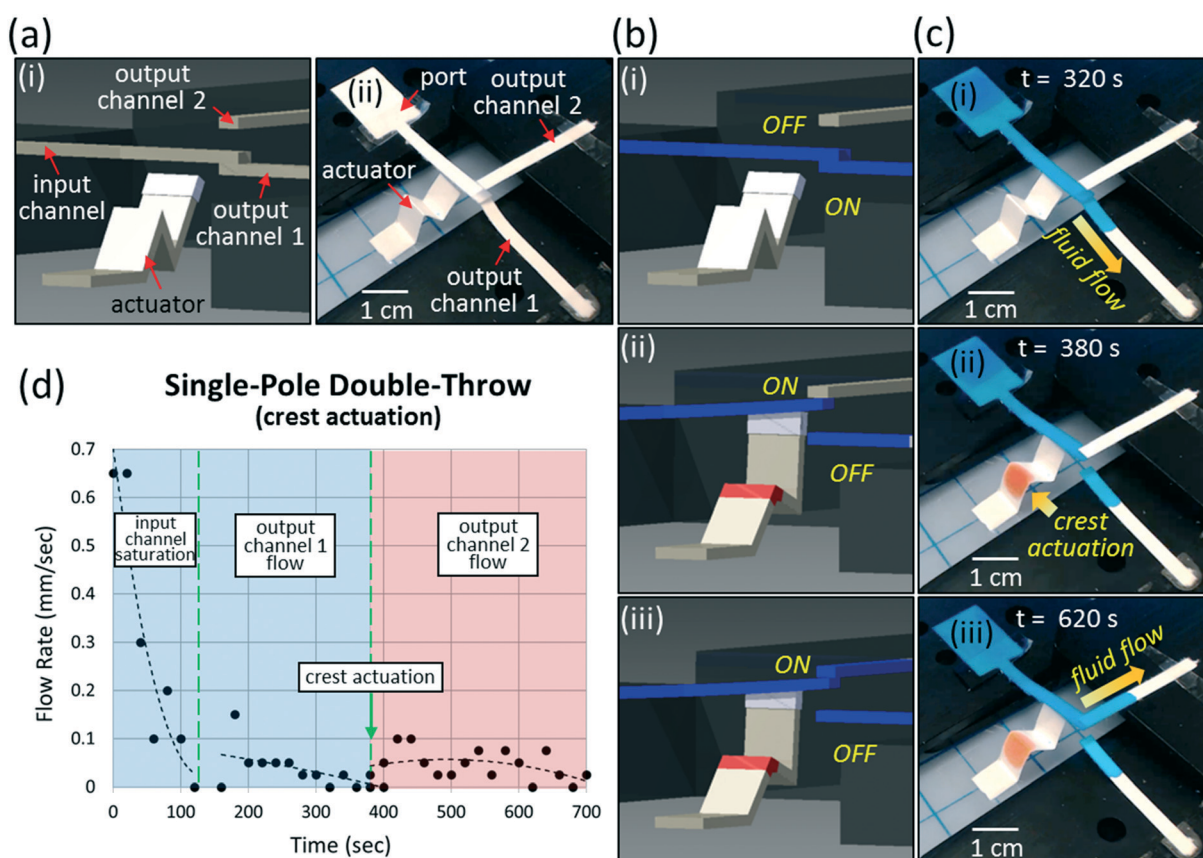 (a)
(i)
output
channel 2
input
channel
output
channel 1
actuator
(ii)
port
output
channel 2
actuator
output
channel 1
1 cm
(b)
(i)
OFF
ON
(ii)
ON
OFF
(iii)
ON
OFF
(c)
(i)
t = 320 s
fluid flow
1 cm
(ii)
t = 380 s
crest
actuation
1 cm
(iii)
t = 620 s
fluid flow
1 cm
(d)
Single-Pole Double-Throw
(crest actuation)
Flow Rate (mm/sec)
0.7
0.6
0.5
0.4
0.3
0.2
0.1
0
input
channel
saturation
output
channel 1
flow
output
channel 2
flow
crest actuation
0 100 200 300 400 500 600 700
Time (sec)